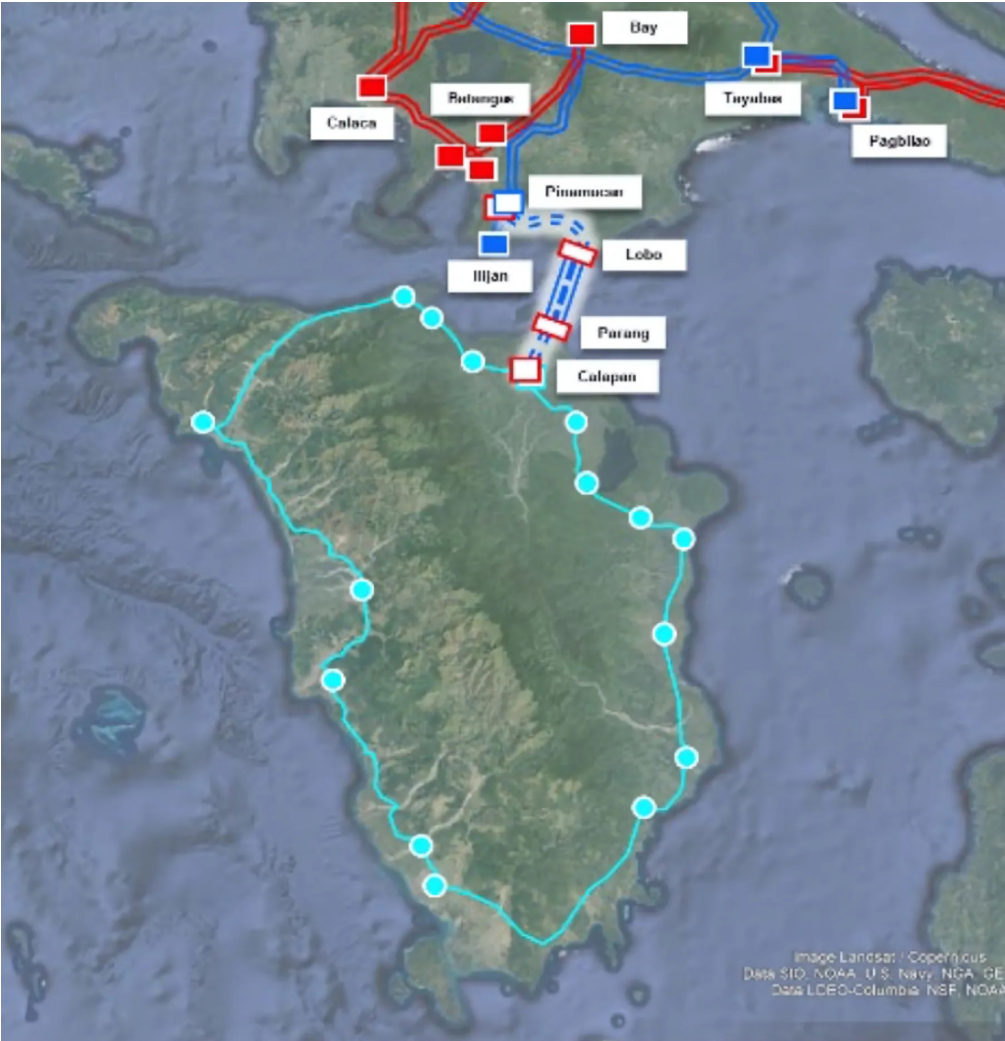 Bay
Batangas
Tayabas
Calaca
Pagbilao
Pinamucan
Lobo
Ilijan
Parang
Calapan
Image Landsat / Copernicus
Data SIO, NOAA, U.S. Navy, NGA, GE
Data LDEO-Columbia, NSF, NOAA